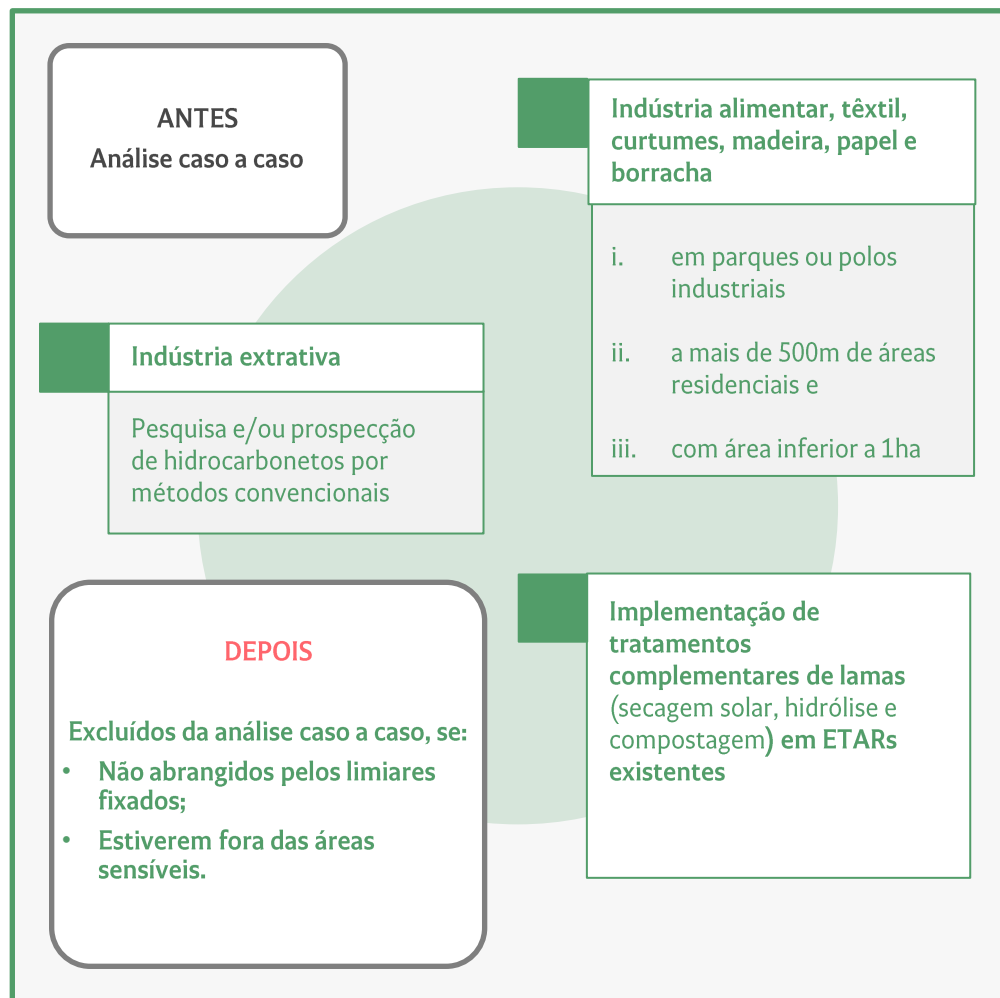 ANTES
Análise caso a caso
Indústria alimentar, têxtil,
curtumes, madeira, papel e
borracha
i. em parques ou polos
industriais
ii. a mais de 500m de áreas
residenciais e
iii. com área inferior a 1ha
Indústria extrativa
Pesquisa e/ou prospecção
de hidrocarbonetos por
métodos convencionais
DEPOIS
Excluídos da análise caso a caso, se:
• Não abrangidos pelos limiares
fixados;
• Estiverem fora das áreas
sensíveis.
Implementação de
tratamentos
complementares de lamas
(secagem solar, hidrólise e
compostagem) em ETARs
existentes